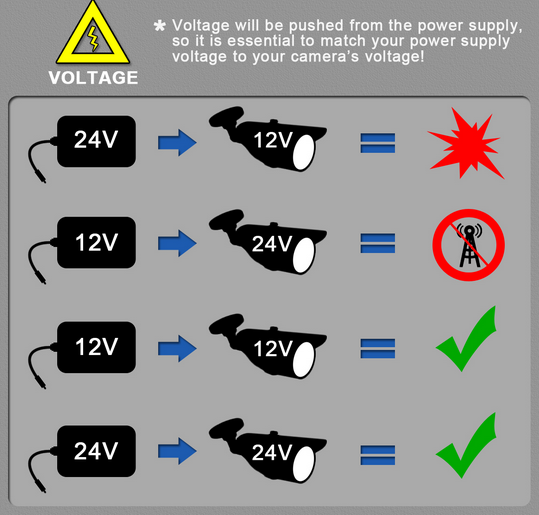 * Voltage will be pushed from the power supply,
so it is essential to match your power supply
voltage to your camera's voltage!
VOLTAGE
24V 12V
12V 24V
12V 12V
24V 24V